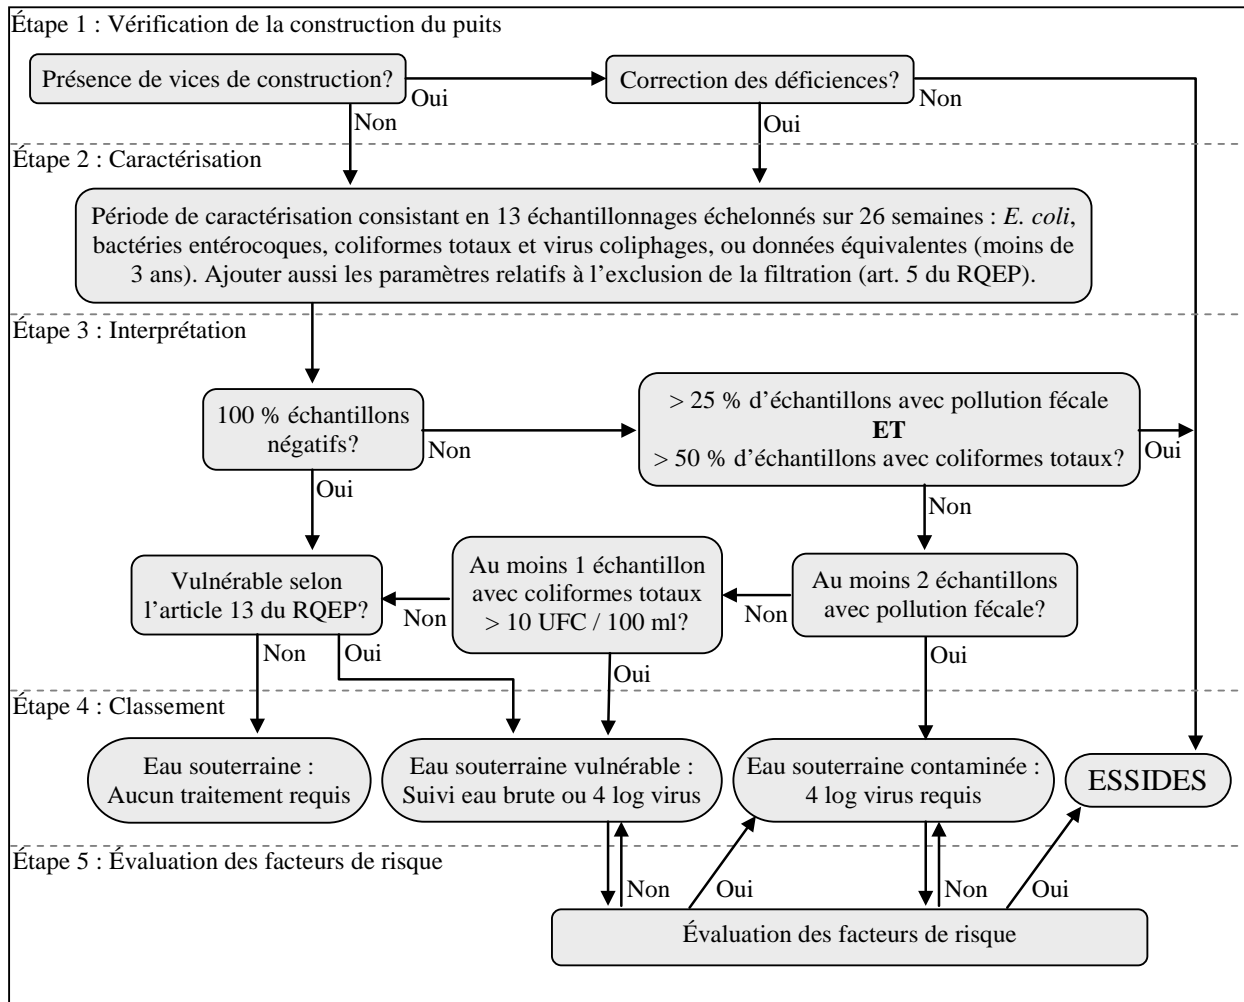 Étape 1 : Vérification de la construction du puits
Présence de vices de construction?
Oui
Correction des déficiences?
Non
Non
Oui
Étape 2 : Caractérisation
Période de caractérisation consistant en 13 échantillonnages échelonnés sur 26 semaines : E. coli,
bactéries entérocoques, coliformes totaux et virus coliphages, ou données équivalentes (moins de
3 ans). Ajouter aussi les paramètres relatifs à l'exclusion de la filtration (art. 5 du RQEP).
Étape 3 : Interprétation
100 % échantillons
négatifs?
Non
> 25 % d'échantillons avec pollution fécale
ET
> 50 % d'échantillons avec coliformes totaux?
Oui
Oui
Non
Vulnérable selon
l'article 13 du RQEP?
Non
Au moins 1 échantillon
avec coliformes totaux
> 10 UFC / 100 ml?
Non
Au moins 2 échantillons
avec pollution fécale?
Non
Oui
Oui
Oui
Étape 4 : Classement
Eau souterraine :
Aucun traitement requis
Eau souterraine vulnérable :
Suivi eau brute ou 4 log virus
Eau souterraine contaminée :
4 log virus requis
ESSIDES
Étape 5 : Évaluation des facteurs de risque
Non
Oui
Non
Oui
Évaluation des facteurs de risque